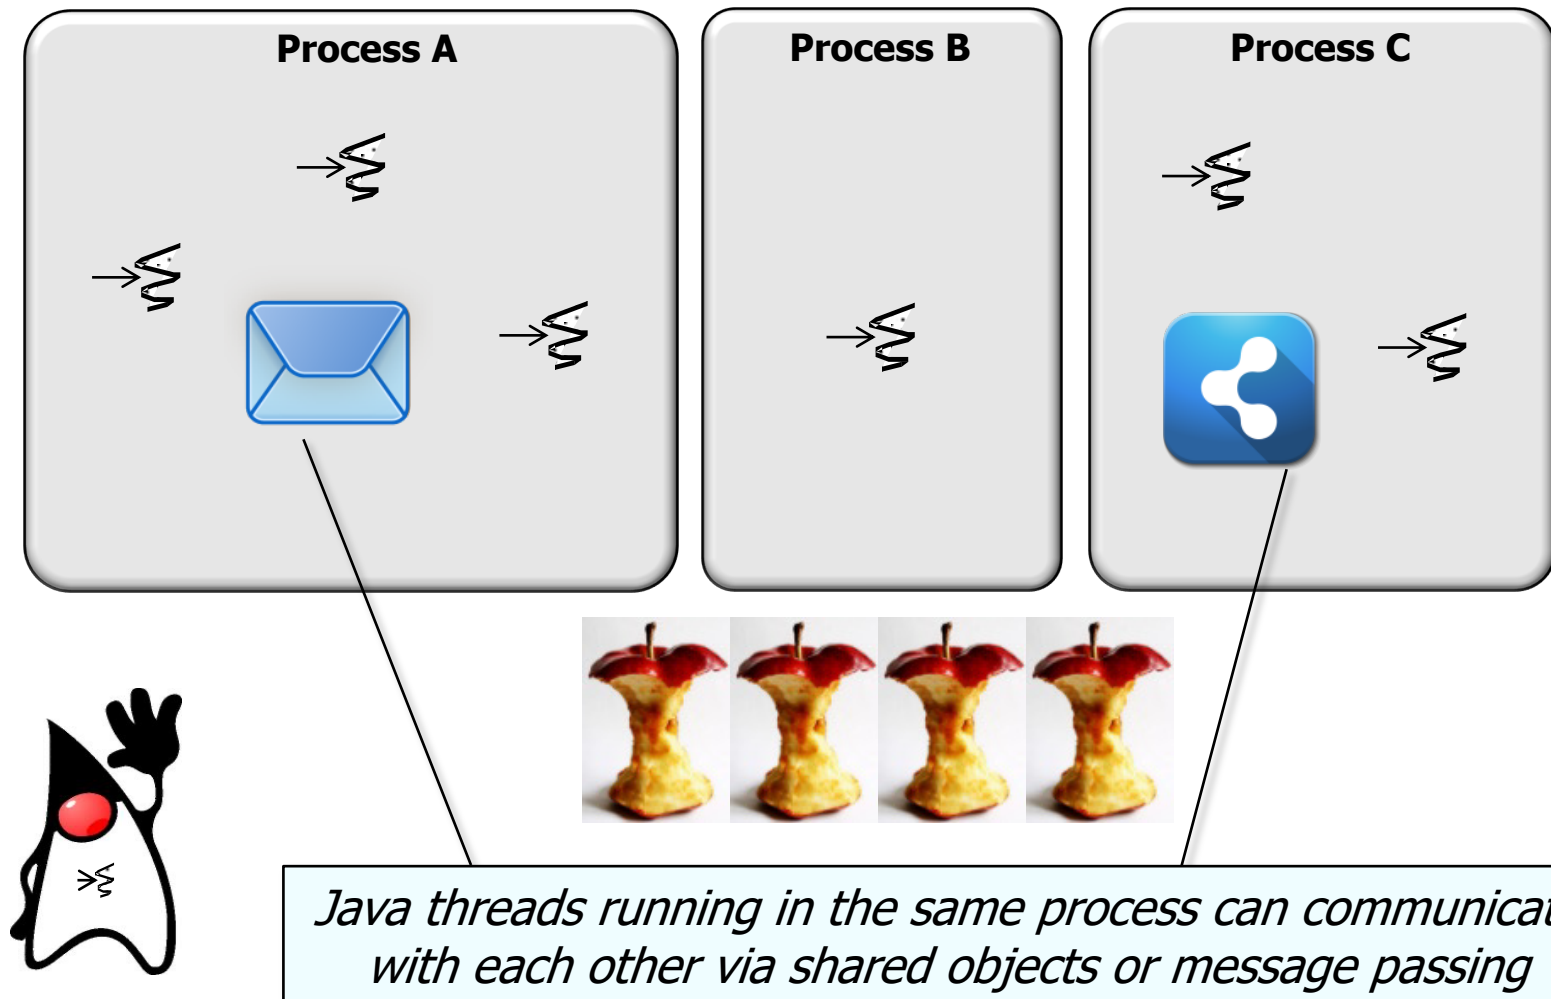 Process A
Process B
Process C
Java threads running in the same process can communicat
with each other via shared objects or message passing